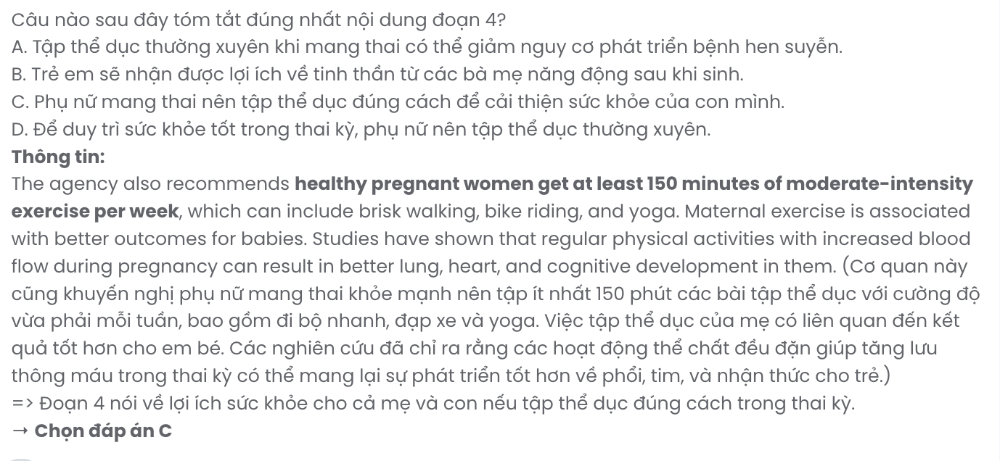 Câu nào sau đây tóm tắt đúng nhất nội dung đoạn 4?
A. Tập thể dục thường xuyên khi mang thai có thể giảm nguy cơ phát triển bệnh hen suyễn.
B. Trẻ em sẽ nhận được lợi ích về tinh thần từ các bà mẹ năng động sau khi sinh.
C. Phụ nữ mang thai nên tập thể dục đúng cách để cải thiện sức khỏe của con mình.
D. Để duy trì sức khỏe tốt trong thai kỳ, phụ nữ nên tập thể dục thường xuyên.
Thông tin:
The agency also recommends healthy pregnant women get at least 150 minutes of moderate-intensity
exercise per week, which can include brisk walking, bike riding, and yoga. Maternal exercise is associated
with better outcomes for babies. Studies have shown that regular physical activities with increased blood
flow during pregnancy can result in better lung, heart, and cognitive development in them. (Cơ quan này
cũng khuyến nghị phụ nữ mang thai khỏe mạnh nên tập ít nhất 150 phút các bài tập thể dục với cường độ
vừa phải mỗi tuần, bao gồm đi bộ nhanh, đạp xe và yoga. Việc tập thể dục của mẹ có liên quan đến kết
quả tốt hơn cho em bé. Các nghiên cứu đã chỉ ra rằng các hoạt động thể chất đều đặn giúp tăng lưu
thông máu trong thai kỳ có thể mang lại sự phát triển tốt hơn về phổi, tim, và nhận thức cho trẻ.)
=> Đoạn 4 nói về lợi ích sức khỏe cho cả mẹ và con nếu tập thể dục đúng cách trong thai kỳ.
→ Chọn đáp án C